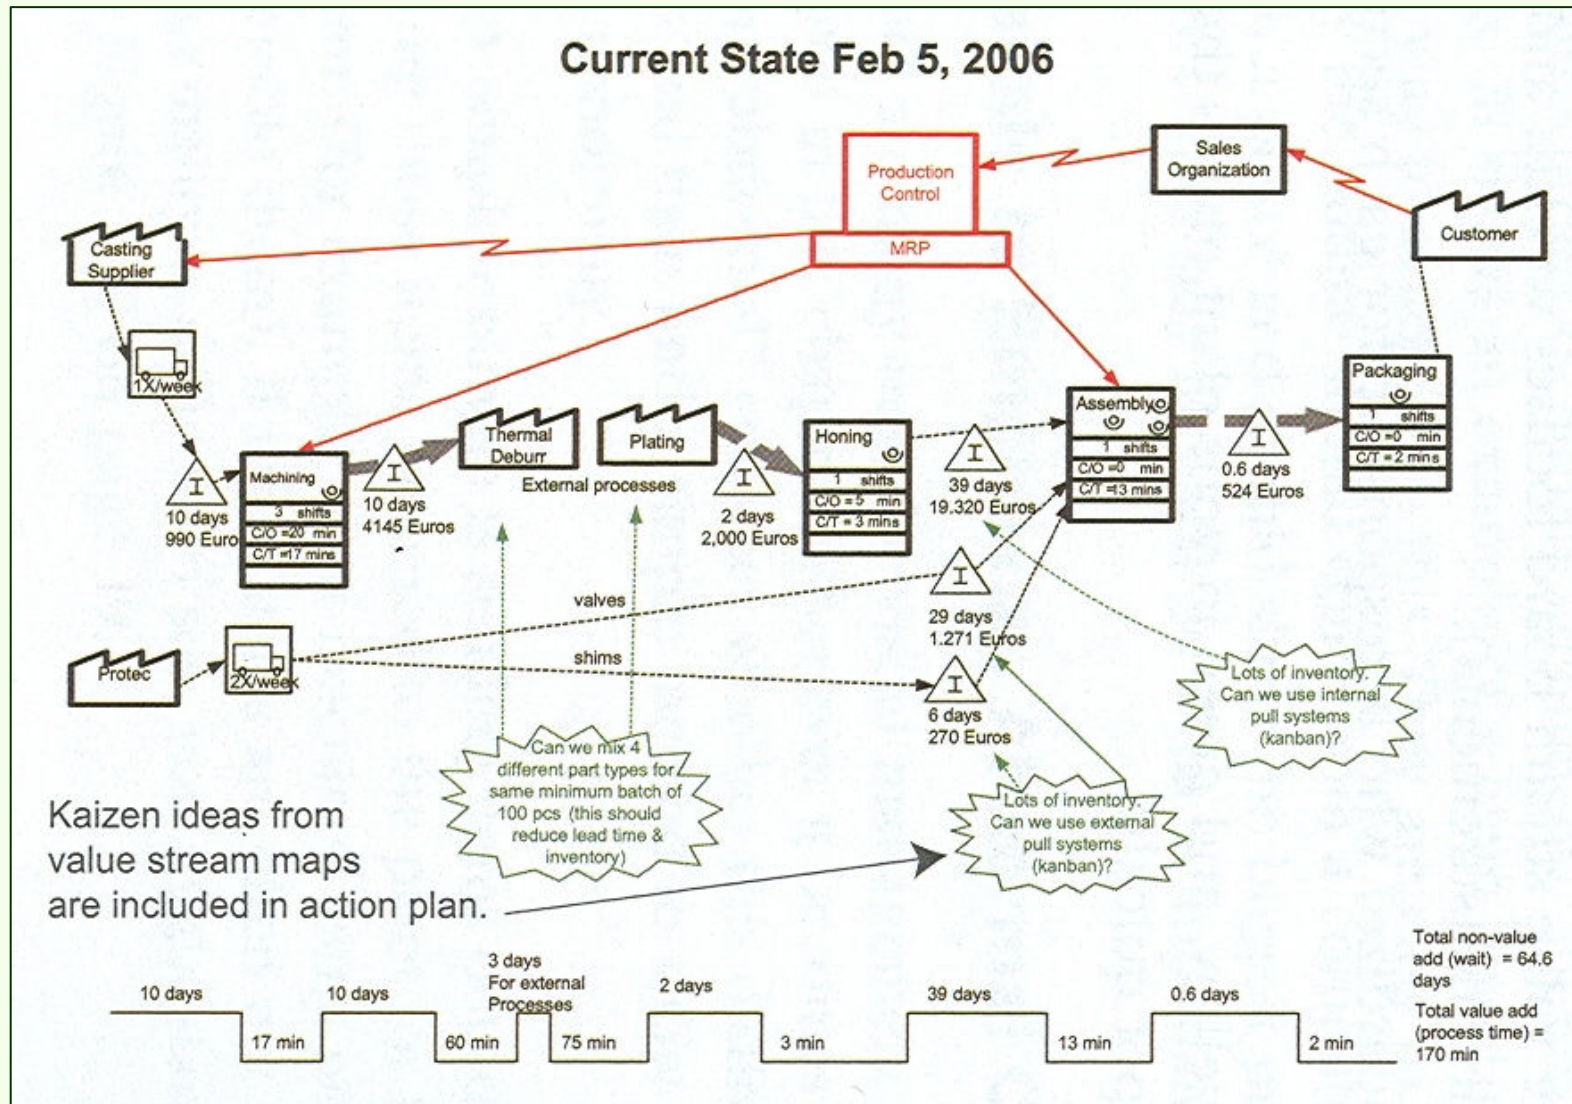 Current State Feb 5, 2006
Production
Control
MRP
Sales
Organization
Customer
Casting
Supplier
1X/week
10 days
990 Euro
Machining
3 shifts
C/O =20 min
C/T =17 mins
10 days
4145 Euros
Thermal
Deburr
Plating
External processes
2 days
2,000 Euros
Honing
1 shifts
C/O = 5 min
C/T = 3 mins
39 days
19.320 Euros
Assembly
1 shifts
C/O =0 min
C/T =13 mins
0.6 days
524 Euros
Packaging
1 shifts
C/O =0 min
C/T = 2 mins
I
I
I
I
I
I
I
valves
29 days
1.271 Euros
shims
6 days
270 Euros
Protec
2X/week
Can we mix 4
different part types for
same minimum batch of
100 pcs (this should
reduce lead time &
inventory)
Lots of inventory.
Can we use external
pull systems
(kanban)?
Lots of inventory.
Can we use internal
pull systems
(kanban)?
Kaizen ideas from
value stream maps
are included in action plan.
10 days
17 min
10 days
60 min
3 days
For external
Processes
75 min
2 days
3 min
39 days
13 min
0.6 days
2 min
Total non-value
add (wait) = 64.6
days
Total value add
(process time) =
170 min